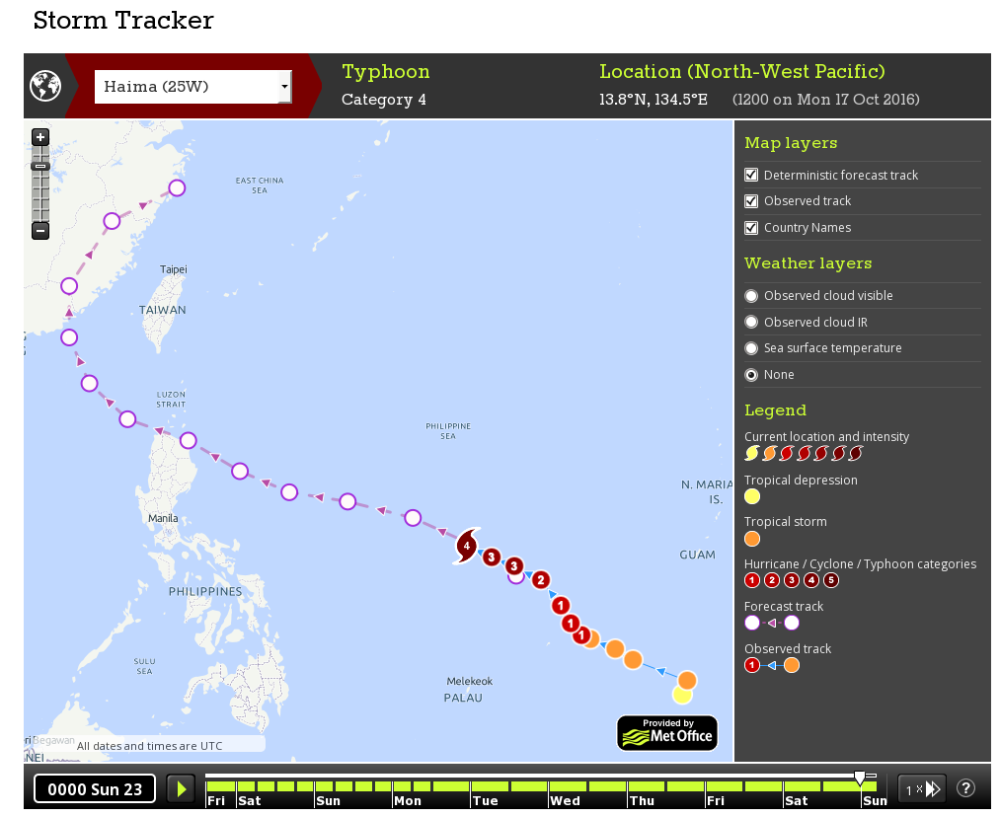 Storm Tracker
Haima (25W)
Typhoon
Category 4
Location (North-West Pacific)
13.8°N, 134.5°E (1200 on Mon 17 Oct 2016)
+
−
EAST CHINA
SEA
Taipei
TAIWAN
LUZON
STRAIT
PHILIPPINE
SEA
N. MARIA
IS.
Manila
GUAM
PHILIPPINES
4
3
3
2
1
1
1
SULU
SEA
Melekeok
PALAU
ri Begawan
NEI
All dates and times are UTC
Provided by
Met Office
Map layers
Deterministic forecast track
Observed track
Country Names
Weather layers
Observed cloud visible
Observed cloud IR
Sea surface temperature
None
Legend
Current location and intensity
Tropical depression
Tropical storm
Hurricane / Cyclone / Typhoon categories
1 2 3 4 5
Forecast track
Observed track
1
0000 Sun 23
Fri Sat Sun Mon Tue Wed Thu Fri Sat Sun
1 x
?